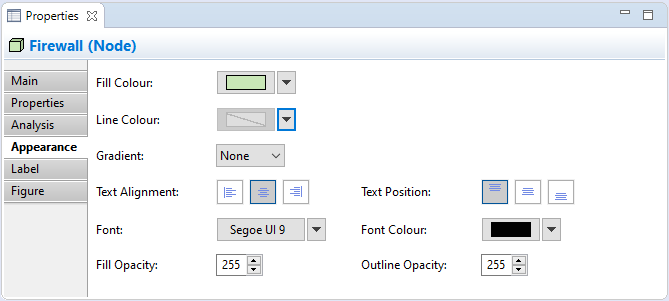 Properties
Firewall (Node)
Main
Properties
Analysis
Appearance
Label
Figure
Fill Colour:
Line Colour:
Gradient: None
Text Alignment: Text Position:
Font: Segoe UI 9 Font Colour:
Fill Opacity: 255 Outline Opacity: 255